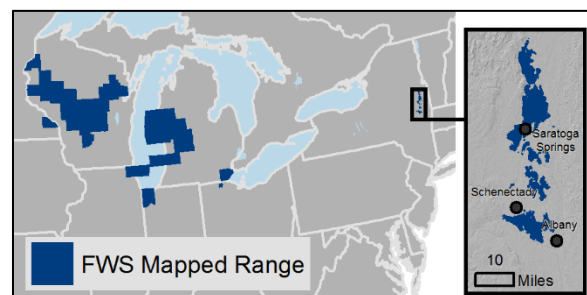 FWS Mapped Range
Saratoga
Springs
Schenectady
Albany
10
Miles